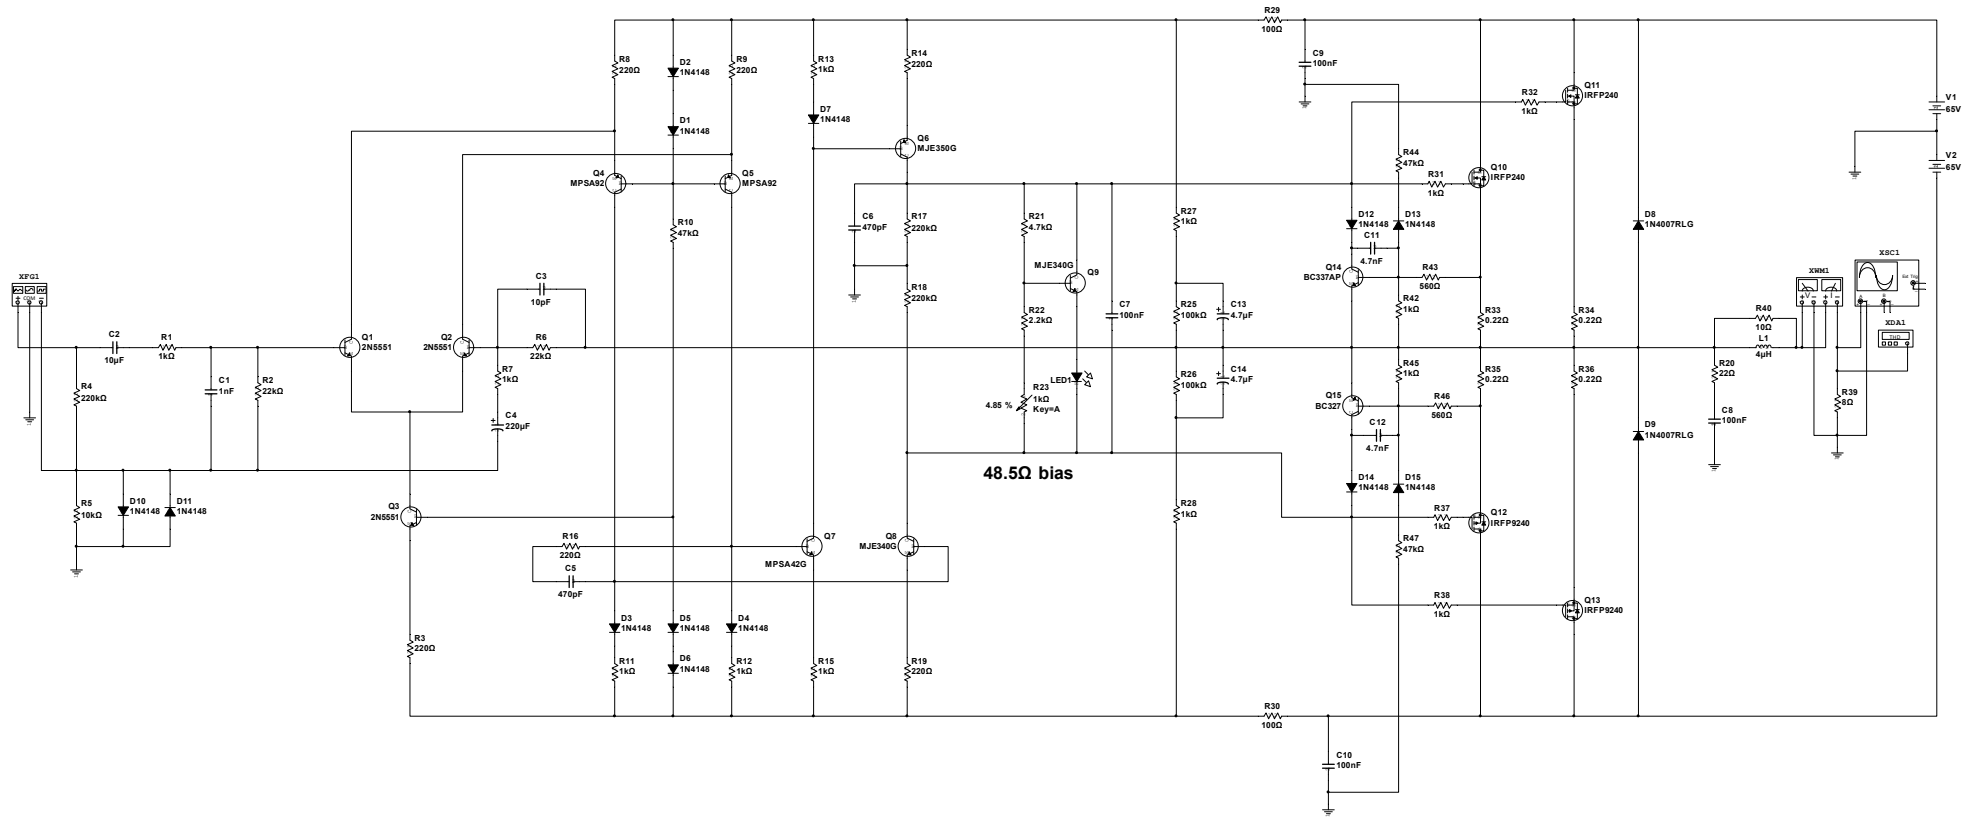 R29
100Ω
R8
220Ω
D2
1N4148
R9
220Ω
R13
1kΩ
R14
220Ω
C9
100nF
Q11
IRFP240
R32
1kΩ
V1
65V
D1
1N4148
D7
1N4148
Q6
MJE350G
R44
47kΩ
Q10
IRFP240
V2
65V
Q4
MPSA92
Q5
MPSA92
R31
1kΩ
R10
47kΩ
C6
470pF
R17
220kΩ
R21
4.7kΩ
R27
1kΩ
D12
1N4148
D13
1N4148
D8
1N4007RLG
C11
4.7nF
XFG1
COM
C3
10pF
MJE340G
Q9
Q14
BC337AP
R43
560Ω
XWM1
V
I
XSC1
Ext Trig
A
B
R18
220kΩ
R22
2.2kΩ
C7
100nF
R25
100kΩ
C13
4.7µF
R42
1kΩ
R33
0.22Ω
R34
0.22Ω
R40
10Ω
XDA1
THD
C2
10µF
R1
1kΩ
Q1
2N5551
Q2
2N5551
R6
22kΩ
L1
4µH
R4
220kΩ
C1
1nF
R2
22kΩ
R7
1kΩ
C4
220µF
LED1
4.85 %
R23
1kΩ
Key=A
R26
100kΩ
C14
4.7µF
R45
1kΩ
R35
0.22Ω
R36
0.22Ω
R20
22Ω
R39
8Ω
Q15
BC327
R46
560Ω
C8
100nF
C12
4.7nF
D9
1N4007RLG
48.5Ω bias
R5
10kΩ
D10
1N4148
D11
1N4148
Q3
2N5551
D14
1N4148
D15
1N4148
R28
1kΩ
R37
1kΩ
Q12
IRFP9240
R16
220Ω
Q7
MPSA42G
Q8
MJE340G
R47
47kΩ
C5
470pF
D3
1N4148
D5
1N4148
D4
1N4148
R38
1kΩ
Q13
IRFP9240
R3
220Ω
R11
1kΩ
D6
1N4148
R12
1kΩ
R15
1kΩ
R19
220Ω
R30
100Ω
C10
100nF